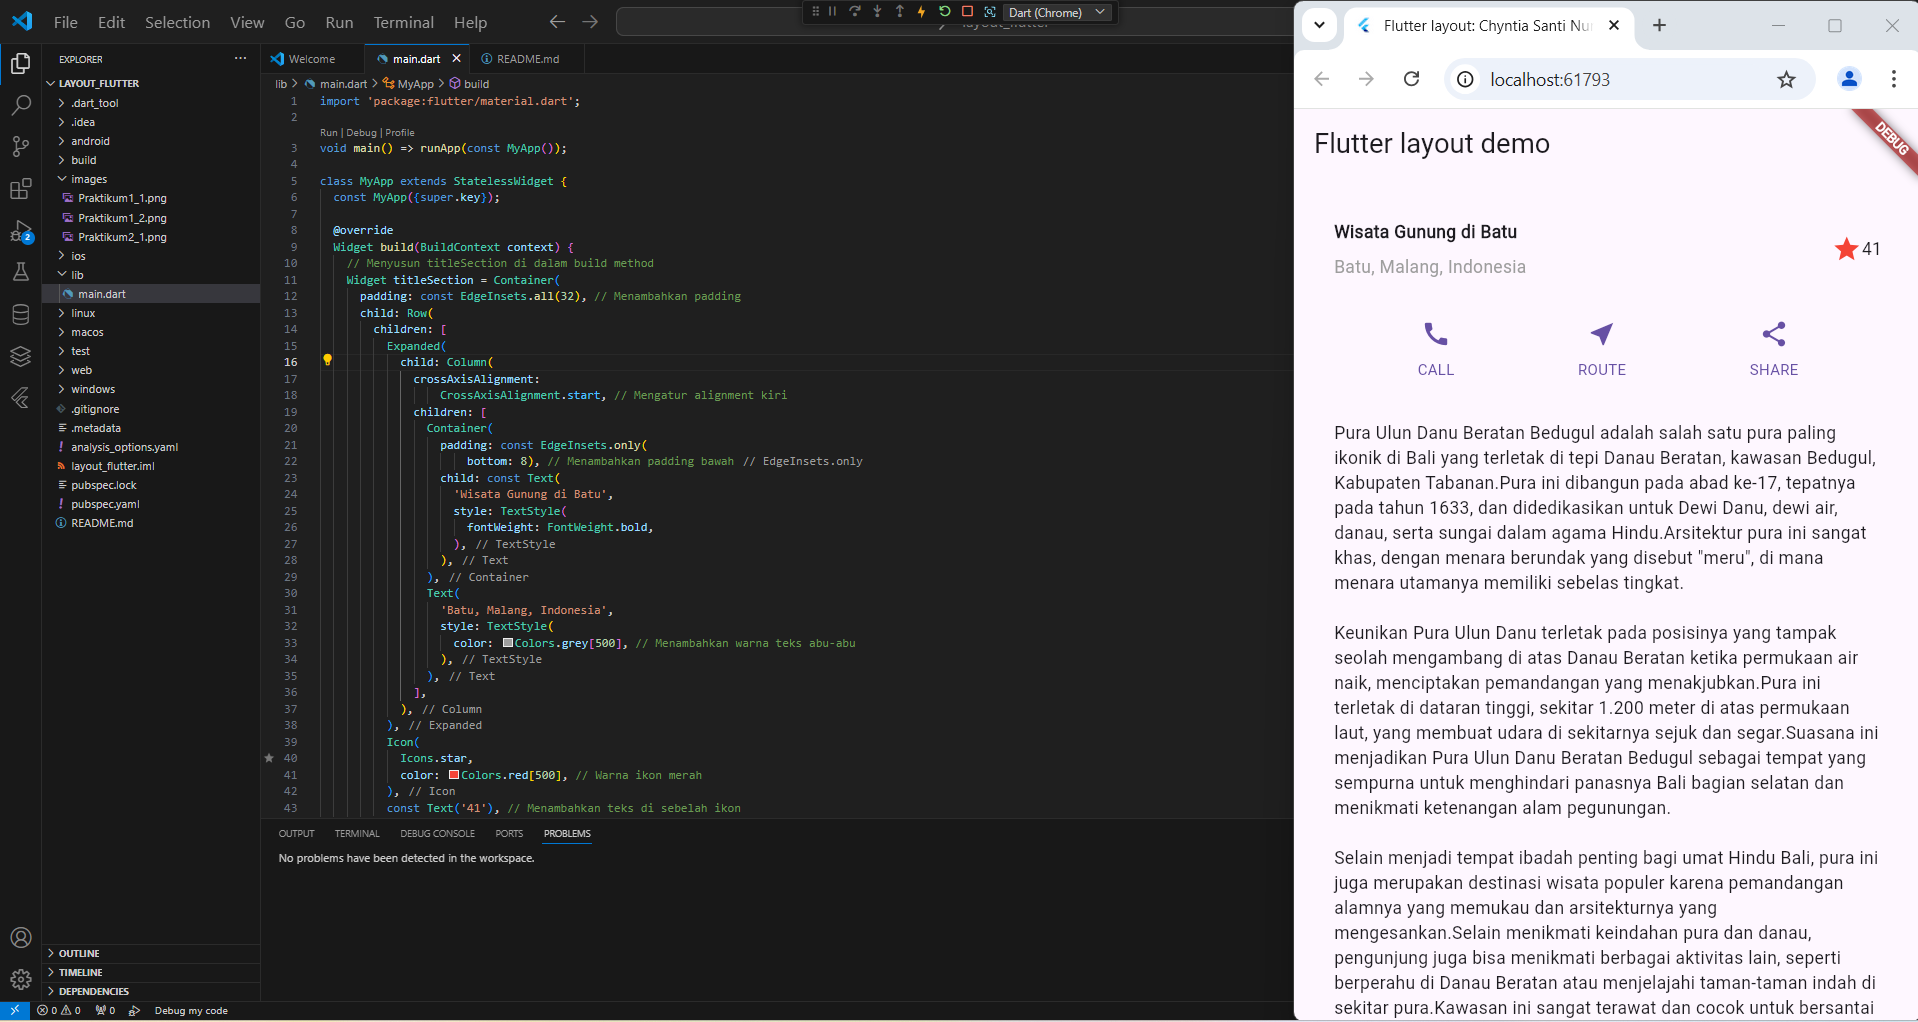 File Edit Selection View Go Run Terminal Help
Dart (Chrome)
EXPLORER
LAYOUT_FLUTTER
.dart_tool
.idea
android
build
images
Praktikum1_1.png
Praktikum1_2.png
Praktikum2_1.png
ios
lib
main.dart
linux
macos
test
web
windows
.gitignore
.metadata
analysis_options.yaml
layout_flutter.iml
pubspec.lock
pubspec.yaml
README.md
OUTLINE
TIMELINE
DEPENDENCIES
2
Welcome main.dart README.md
lib > main.dart > MyApp > build
1 import 'package:flutter/material.dart';
2
Run | Debug | Profile
3 void main() => runApp(const MyApp());
4
5 class MyApp extends StatelessWidget {
6 const MyApp({super.key});
7
8 @override
9 Widget build(BuildContext context) {
10 // Menyusun titleSection di dalam build method
11 Widget titleSection = Container(
12 padding: const EdgeInsets.all(32), // Menambahkan padding
13 child: Row(
14 children: [
15 Expanded(
16 child: Column(
17 crossAxisAlignment:
18 CrossAxisAlignment.start, // Mengatur alignment kiri
19 children: [
20 Container(
21 padding: const EdgeInsets.only(
22 bottom: 8), // Menambahkan padding bawah // EdgeInsets.only
23 child: const Text(
24 'Wisata Gunung di Batu',
25 style: TextStyle(
26 fontWeight: FontWeight.bold,
27 ), // TextStyle
28 ), // Text
29 ), // Container
30 Text(
31 'Batu, Malang, Indonesia',
32 style: TextStyle(
33 color: Colors.grey[500], // Menambahkan warna teks abu-abu
34 ), // TextStyle
35 ), // Text
36 ],
37 ), // Column
38 ), // Expanded
39 Icon(
40 Icons.star,
41 color: Colors.red[500], // Warna ikon merah
42 ), // Icon
43 const Text('41'), // Menambahkan teks di sebelah ikon
OUTPUT TERMINAL DEBUG CONSOLE PORTS PROBLEMS
No problems have been detected in the workspace.
0 0 0 Debug my code
Flutter layout: Chyntia Santi Nu
localhost:61793
DEBUG
Flutter layout demo
Wisata Gunung di Batu
Batu, Malang, Indonesia
41
CALL ROUTE SHARE
Pura Ulun Danu Beratan Bedugul adalah salah satu pura paling
ikonik di Bali yang terletak di tepi Danau Beratan, kawasan Bedugul,
Kabupaten Tabanan.Pura ini dibangun pada abad ke-17, tepatnya
pada tahun 1633, dan didedikasikan untuk Dewi Danu, dewi air,
danau, serta sungai dalam agama Hindu.Arsitektur pura ini sangat
khas, dengan menara berundak yang disebut "meru", di mana
menara utamanya memiliki sebelas tingkat.
Keunikan Pura Ulun Danu terletak pada posisinya yang tampak
seolah mengambang di atas Danau Beratan ketika permukaan air
naik, menciptakan pemandangan yang menakjubkan.Pura ini
terletak di dataran tinggi, sekitar 1.200 meter di atas permukaan
laut, yang membuat udara di sekitarnya sejuk dan segar.Suasana ini
menjadikan Pura Ulun Danu Beratan Bedugul sebagai tempat yang
sempurna untuk menghindari panasnya Bali bagian selatan dan
menikmati ketenangan alam pegunungan.
Selain menjadi tempat ibadah penting bagi umat Hindu Bali, pura ini
juga merupakan destinasi wisata populer karena pemandangan
alamnya yang memukau dan arsitekturnya yang
mengesankan.Selain menikmati keindahan pura dan danau,
pengunjung juga bisa menikmati berbagai aktivitas lain, seperti
berperahu di Danau Beratan atau menjelajahi taman-taman indah di
sekitar pura.Kawasan ini sangat terawat dan cocok untuk bersantai